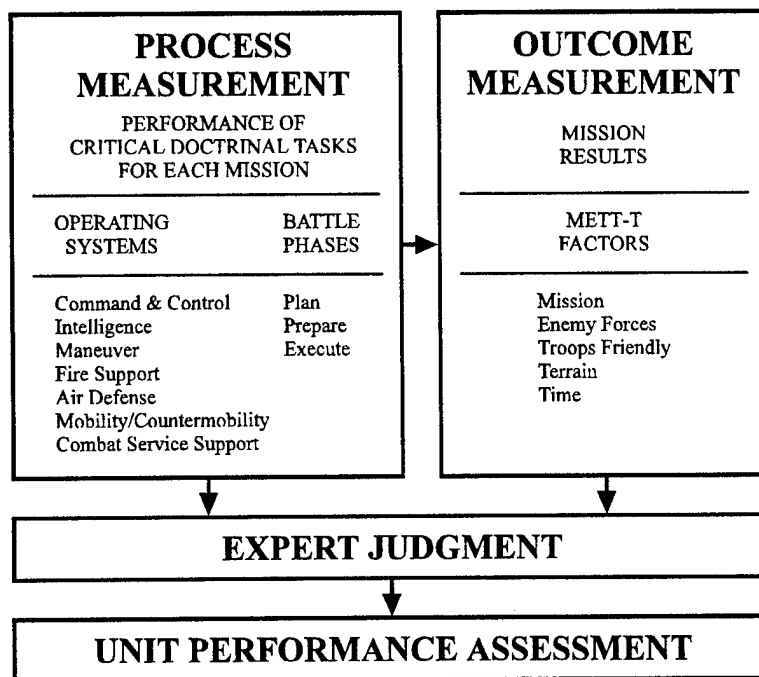 PROCESS
MEASUREMENT
PERFORMANCE OF
CRITICAL DOCTRINAL TASKS
FOR EACH MISSION
OPERATING
SYSTEMS
BATTLE
PHASES
Command & Control
Intelligence
Maneuver
Fire Support
Air Defense
Mobility/Countermobility
Combat Service Support
Plan
Prepare
Execute
OUTCOME
MEASUREMENT
MISSION
RESULTS
METT-T
FACTORS
Mission
Enemy Forces
Troops Friendly
Terrain
Time
EXPERT JUDGMENT
UNIT PERFORMANCE ASSESSMENT